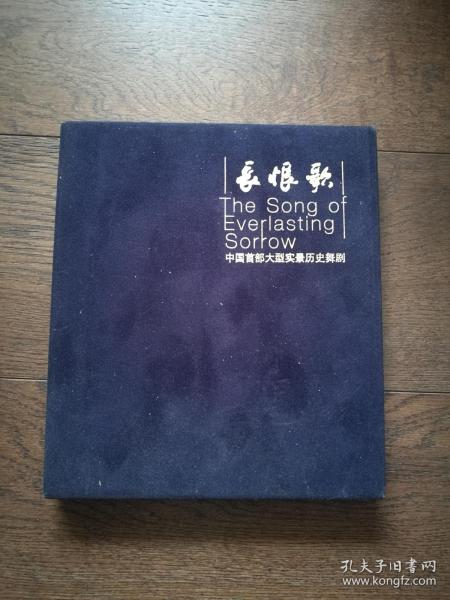 長恨歌
The Song of
Everlasting
Sorrow
中国首部大型实景历史舞剧
孔夫子旧书网
www.kongfz.com